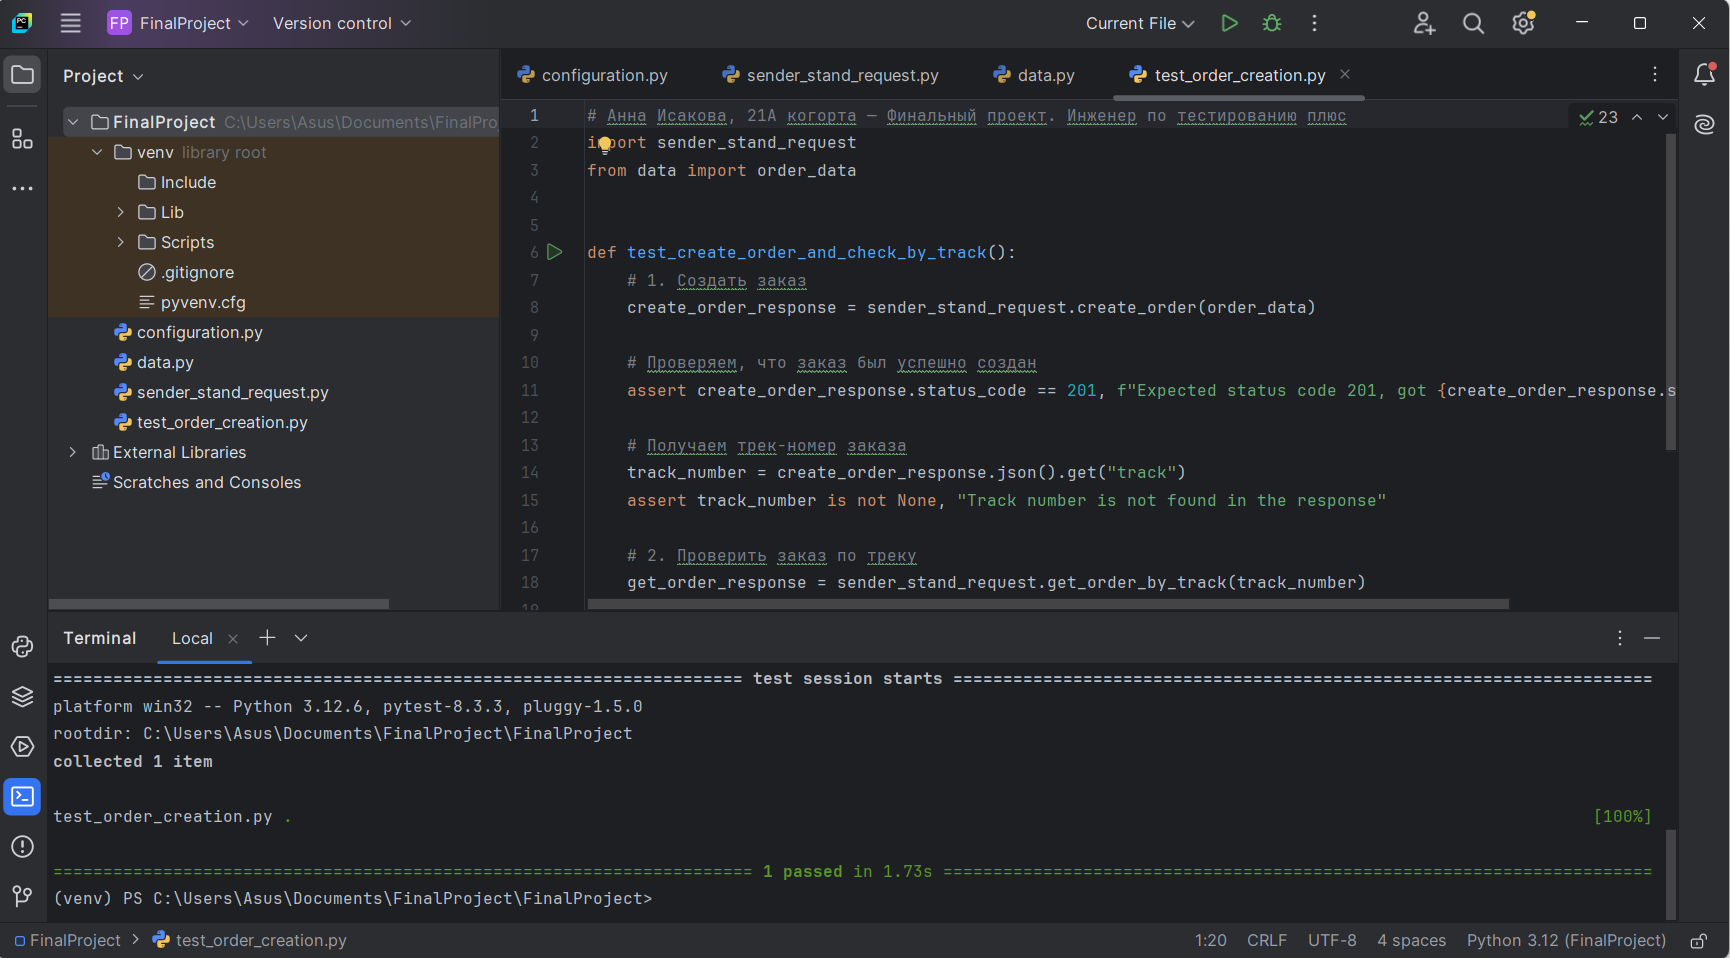 FP FinalProject Version control Current File
Project
FinalProject C:\Users\Asus\Documents\FinalPro
venv library root
Include
Lib
Scripts
.gitignore
pyvenv.cfg
configuration.py
data.py
sender_stand_request.py
test_order_creation.py
External Libraries
Scratches and Consoles
configuration.py sender_stand_request.py data.py test_order_creation.py
23
1 # Анна Исакова, 21А когорта — Финальный проект. Инженер по тестированию плюс
2 import sender_stand_request
3 from data import order_data
4
5
6 def test_create_order_and_check_by_track():
7 # 1. Создать заказ
8 create_order_response = sender_stand_request.create_order(order_data)
9
10 # Проверяем, что заказ был успешно создан
11 assert create_order_response.status_code == 201, f"Expected status code 201, got {create_order_response.s
12
13 # Получаем трек-номер заказа
14 track_number = create_order_response.json().get("track")
15 assert track_number is not None, "Track number is not found in the response"
16
17 # 2. Проверить заказ по треку
18 get_order_response = sender_stand_request.get_order_by_track(track_number)
19
Terminal Local
===================================================================== test session starts ======================================================================
platform win32 -- Python 3.12.6, pytest-8.3.3, pluggy-1.5.0
rootdir: C:\Users\Asus\Documents\FinalProject\FinalProject
collected 1 item
test_order_creation.py . [100%]
====================================================================== 1 passed in 1.73s =======================================================================
(venv) PS C:\Users\Asus\Documents\FinalProject\FinalProject>
FinalProject > test_order_creation.py 1:20 CRLF UTF-8 4 spaces Python 3.12 (FinalProject)